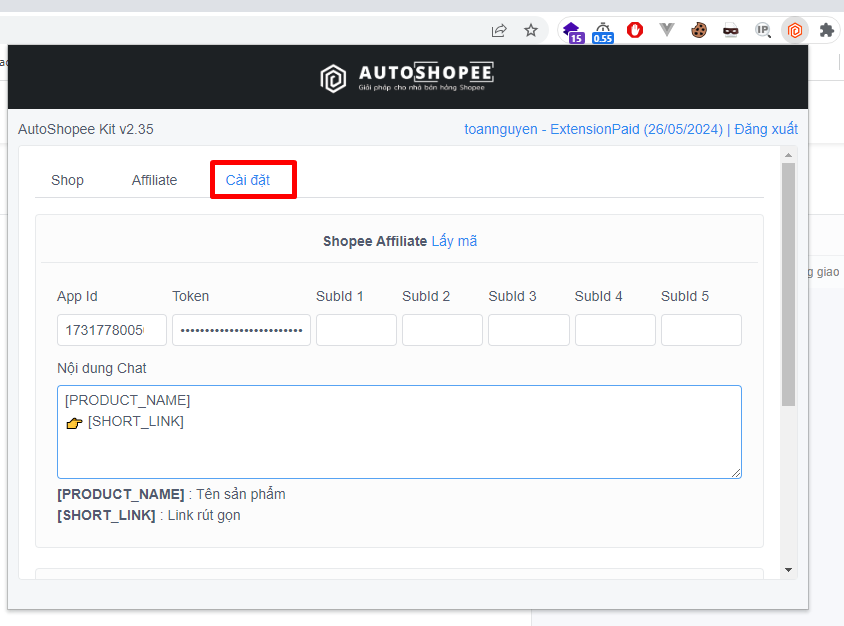 15
0.55
IP
AUTOSHOPEE
Giải pháp cho nhà bán hàng Shopee
AutoShopee Kit v2.35
toannguyen - ExtensionPaid (26/05/2024) | Đăng xuất
Shop
Affiliate
Cài đặt
Shopee Affiliate Lấy mã
g giao
App Id
Token
SubId 1
SubId 2
SubId 3
SubId 4
SubId 5
1731778005
•••••••••••••••••••••••••
Nội dung Chat
[PRODUCT_NAME]
👉 [SHORT_LINK]
[PRODUCT_NAME] : Tên sản phẩm
[SHORT_LINK] : Link rút gọn